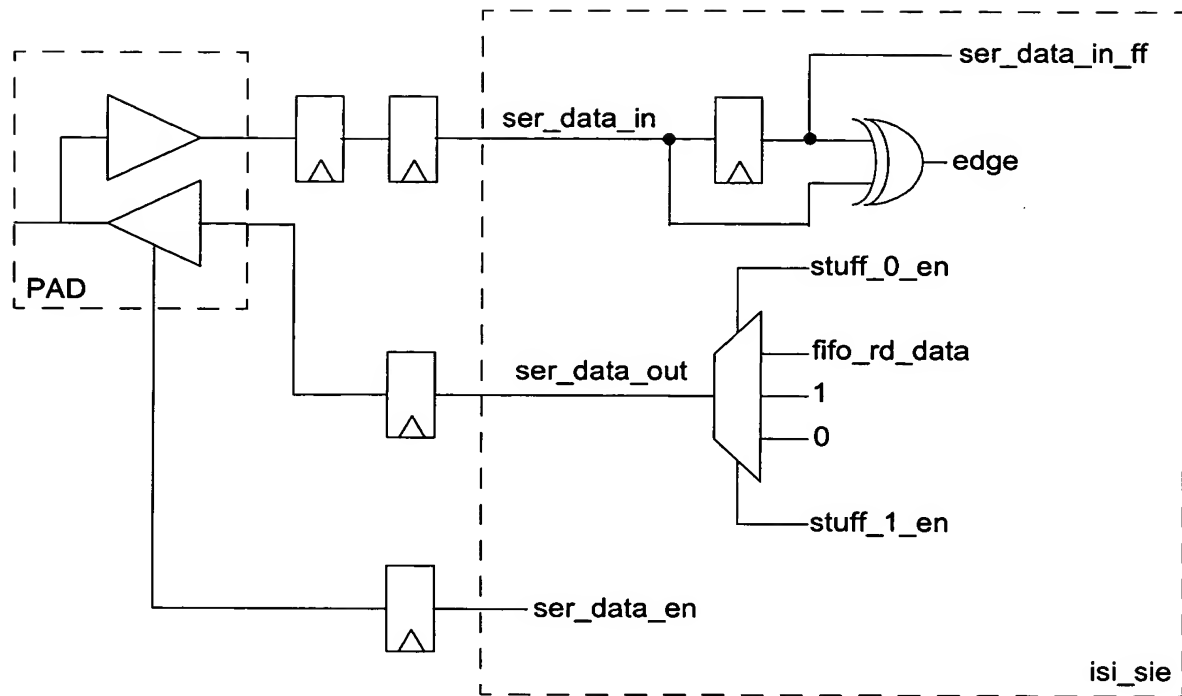 ser_data_in_ff
ser_data_in
edge
PAD
stuff_0_en
fifo_rd_data
ser_data_out
1
0
stuff_1_en
ser_data_en
isi_sie